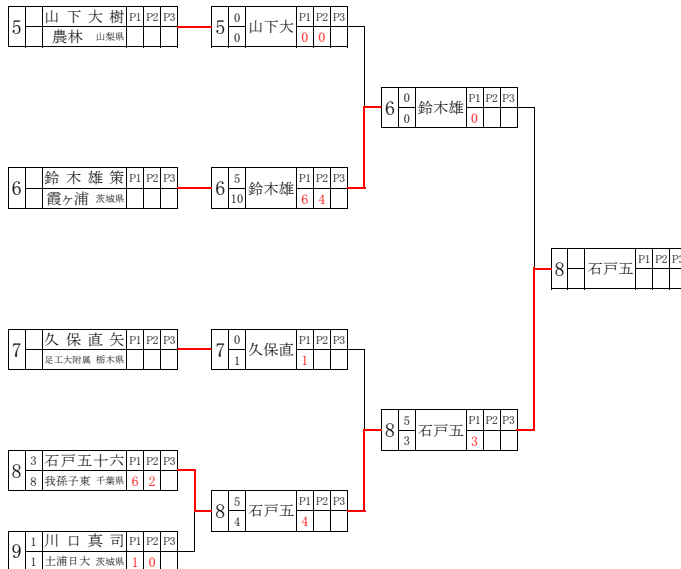 5 山下大樹 P1 P2 P3
農林 山梨県
5 0 山下大 P1 P2 P3
0 0 0
6 0 鈴木雄 P1 P2 P3
0 0
6 鈴木雄策 P1 P2 P3
霞ヶ浦 茨城県
6 5 鈴木雄 P1 P2 P3
10 6 4
8 石戸五 P1 P2 P3
7 久保直矢 P1 P2 P3
足工大附属 栃木県
7 0 久保直 P1 P2 P3
1 1
8 5 石戸五 P1 P2 P3
3 3
8 3 石戸五十六 P1 P2 P3
8 我孫子東 千葉県 6 2
8 5 石戸五 P1 P2 P3
4 4
9 1 川口真司 P1 P2 P3
1 土浦日大 茨城県 1 0